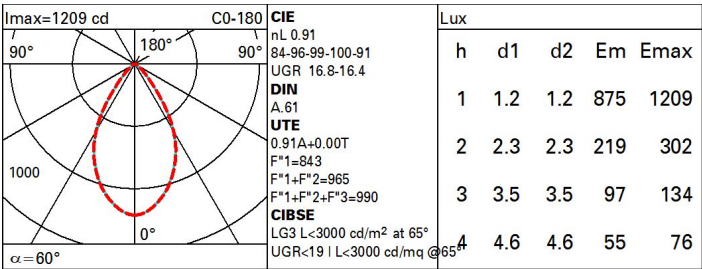 Imax=1209 cd C0-180
90° 180° 90°
1000
0°
α=60°
CIE
nL 0.91
84-96-99-100-91
UGR 16.8-16.4
DIN
A.61
UTE
0.91A+0.00T
F"1=843
F"1+F"2=965
F"1+F"2+F"3=990
CIBSE
LG3 L<3000 cd/m² at 65°
UGR<19 | L<3000 cd/mq @65°
Lux
h d1 d2 Em Emax
1 1.2 1.2 875 1209
2 2.3 2.3 219 302
3 3.5 3.5 97 134
4 4.6 4.6 55 76